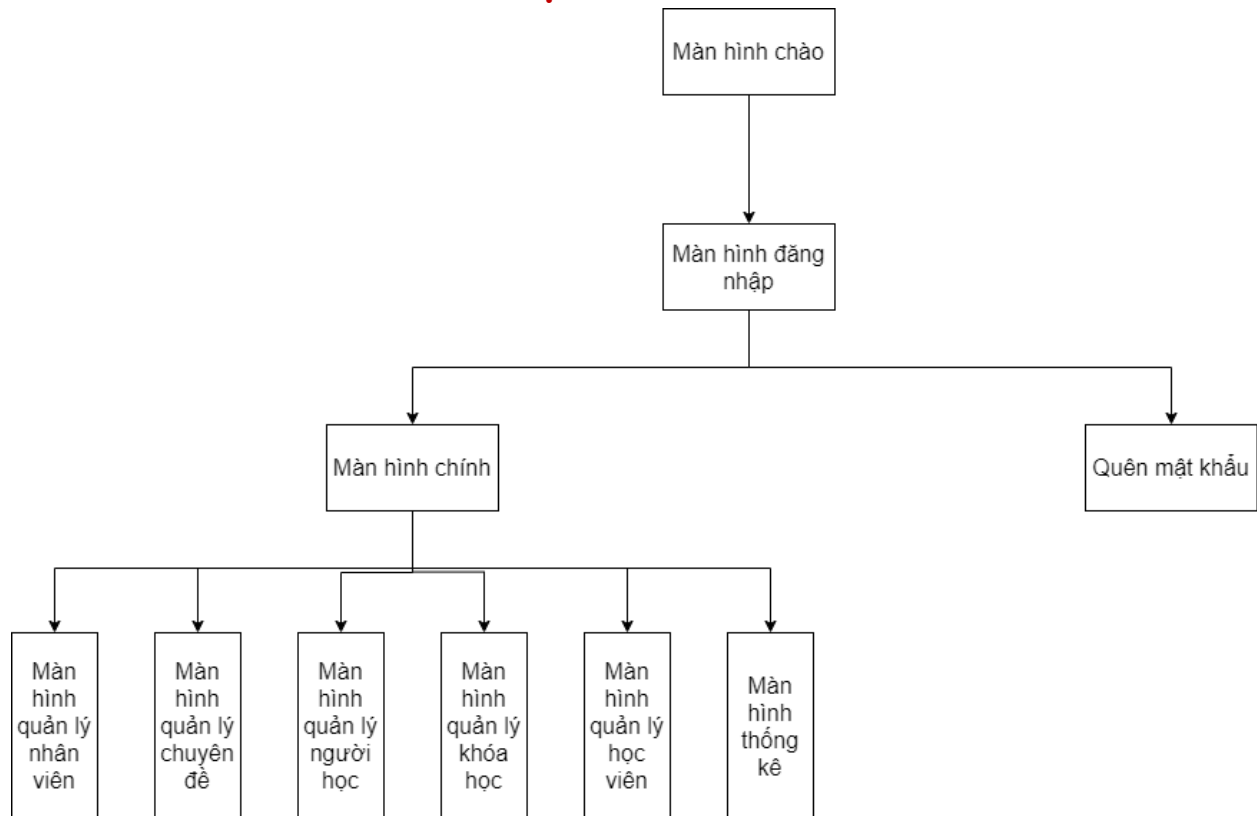 Màn hình chào
Màn hình đăng
nhập
Màn hình chính
Quên mật khẩu
Màn
hình
quản lý
nhân
viên
Màn
hình
quản lý
chuyên
đề
Màn
hình
quản lý
người
học
Màn
hình
quản lý
khóa
học
Màn
hình
quản lý
học
viên
Màn
hình
thống
kê